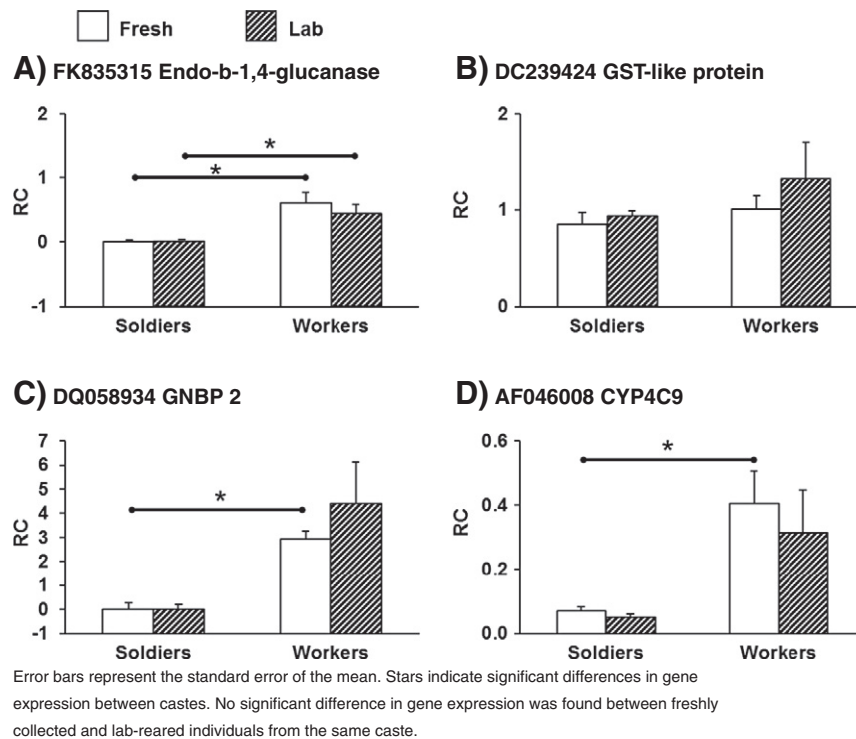 Fresh Lab
A) FK835315 Endo-b-1,4-glucanase
RC
2
1
0
-1
*
*
Soldiers Workers
B) DC239424 GST-like protein
RC
2
1
0
Soldiers Workers
C) DQ058934 GNBP 2
RC
7
6
5
4
3
2
1
0
-1
*
Soldiers Workers
D) AF046008 CYP4C9
RC
0.6
0.4
0.2
0.0
*
Soldiers Workers
Error bars represent the standard error of the mean. Stars indicate significant differences in gene
expression between castes. No significant difference in gene expression was found between freshly
collected and lab-reared individuals from the same caste.